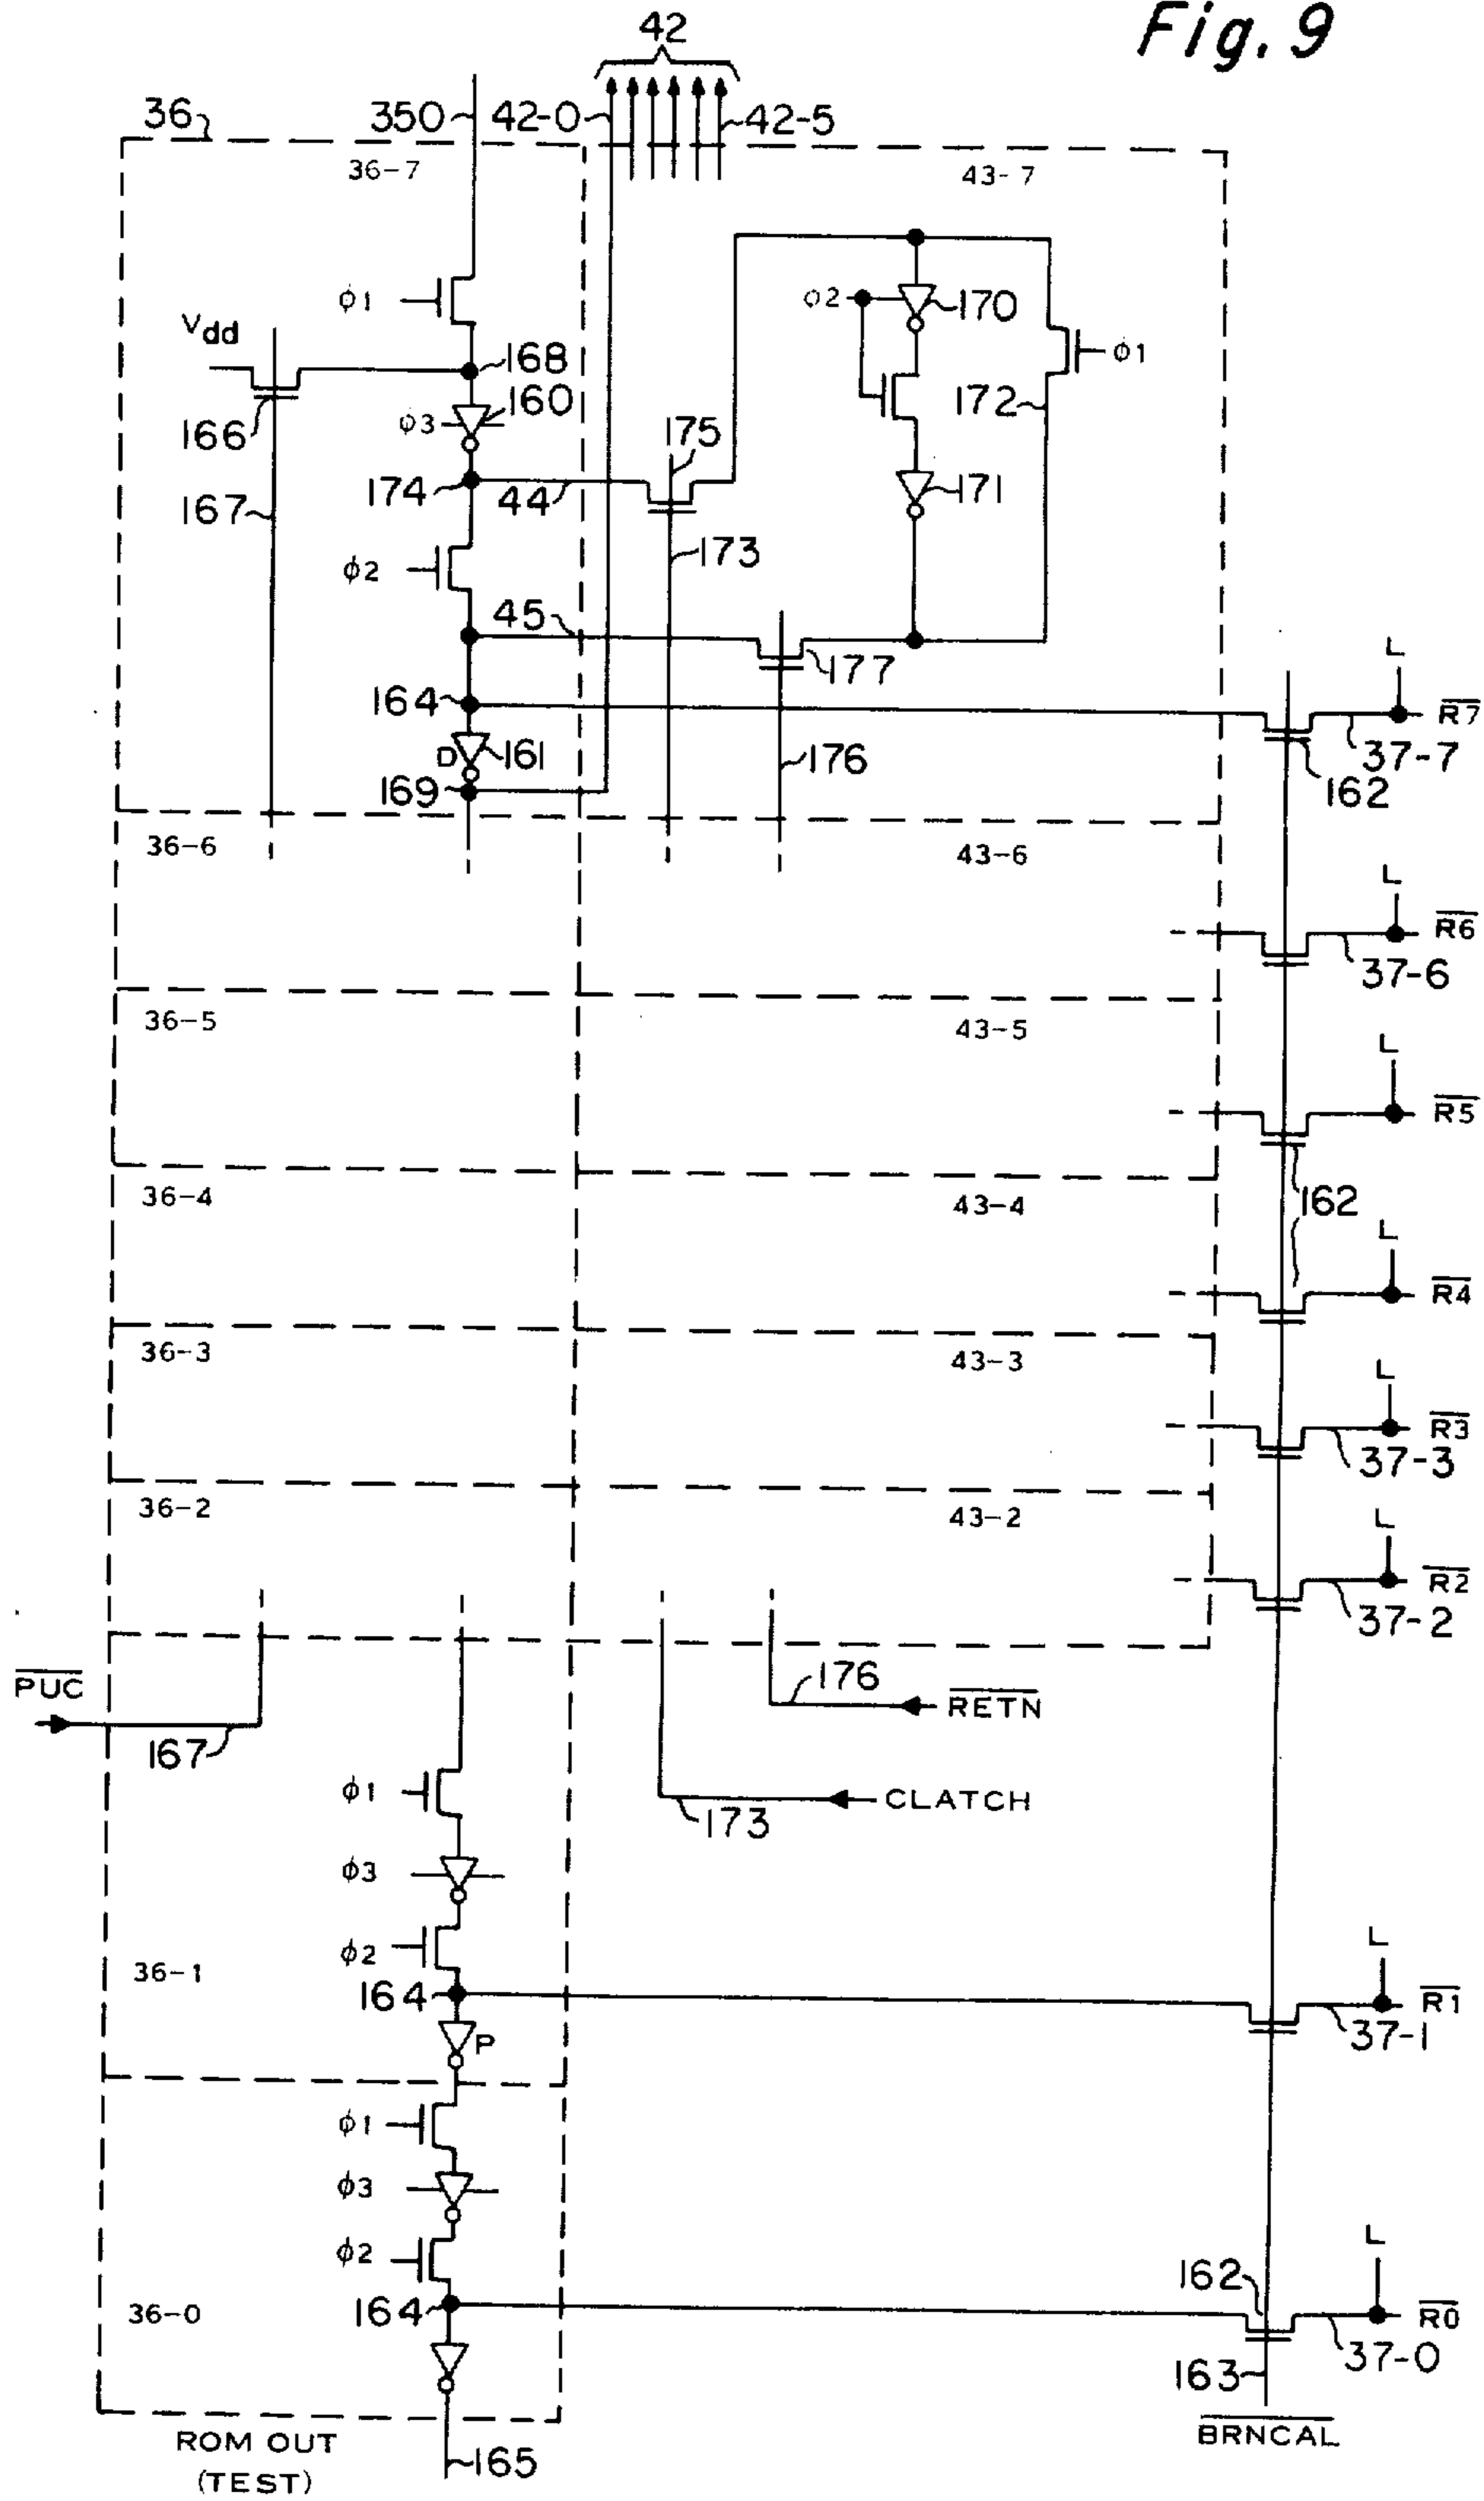 Fig. 9
42
36
350
42-0
42-5
36-7
43-7
φ1
φ2
170
Vdd
168
φ1
160
172
φ3
166
175
174
44
171
167
173
φ2
45
177
L
164
R7
D
161
176
37-7
169
162
36-6
43-6
L
R6
37-6
36-5
43-5
L
R5
36-4
43-4
162
L
R4
36-3
43-3
L
R3
37-3
36-2
43-2
L
R2
37-2
PUC
176
RETN
167
φ1
CLATCH
173
φ3
L
φ2
36-1
164
R1
37-1
P
φ1
φ3
φ2
L
162
36-0
164
R0
37-0
163
ROM OUT
BRNCAL
(TEST)
165